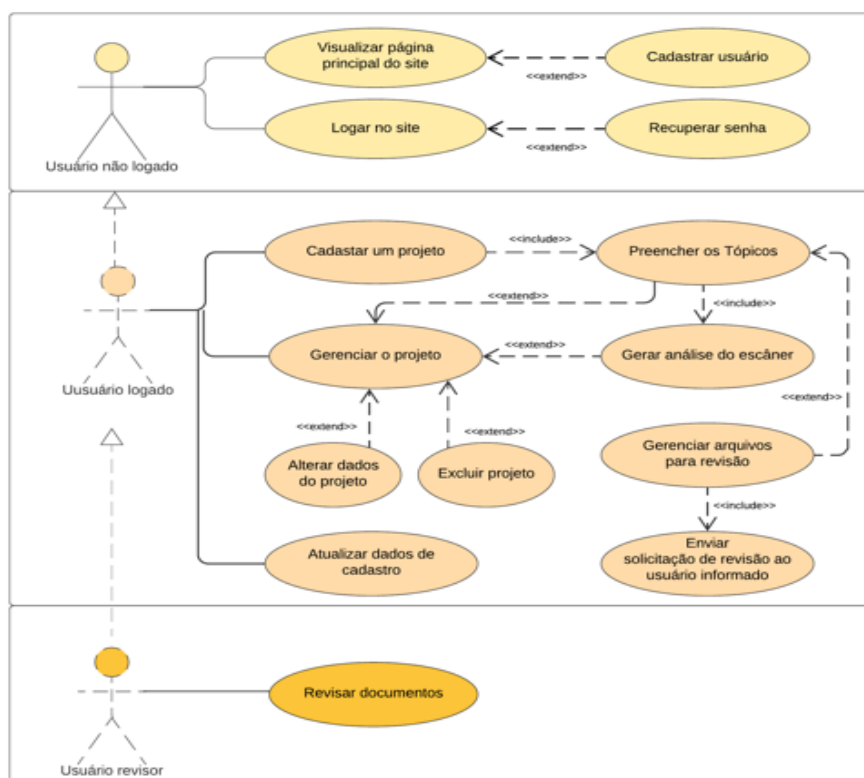 Visualizar página
principal do site
Cadastrar usuário
<<extend>>
Logar no site
Recuperar senha
<<extend>>
Usuário não logado
Cadastar um projeto
<<include>>
Preencher os Tópicos
<<extend>>
<<include>>
Gerenciar o projeto
<<extend>>
Gerar análise do escâner
Uusuário logado
<<extend>>
<<extend>>
<<extend>>
Alterar dados
do projeto
Excluir projeto
Gerenciar arquivos
para revisão
<<include>>
Atualizar dados de
cadastro
Enviar
solicitação de revisão ao
usuário informado
Revisar documentos
Usuário revisor